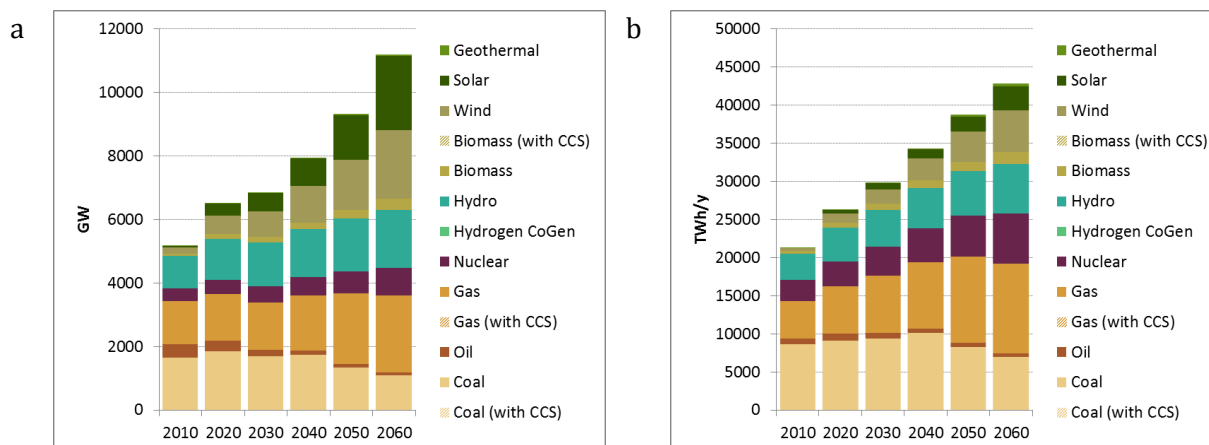 a
12000
10000
8000
6000
4000
2000
0
GW
2010 2020 2030 2040 2050 2060
Geothermal
Solar
Wind
Biomass (with CCS)
Biomass
Hydro
Hydrogen CoGen
Nuclear
Gas
Gas (with CCS)
Oil
Coal
Coal (with CCS)
b
50000
45000
40000
35000
30000
25000
20000
15000
10000
5000
0
TWh/y
2010 2020 2030 2040 2050 2060
Geothermal
Solar
Wind
Biomass (with CCS)
Biomass
Hydro
Hydrogen CoGen
Nuclear
Gas
Gas (with CCS)
Oil
Coal
Coal (with CCS)